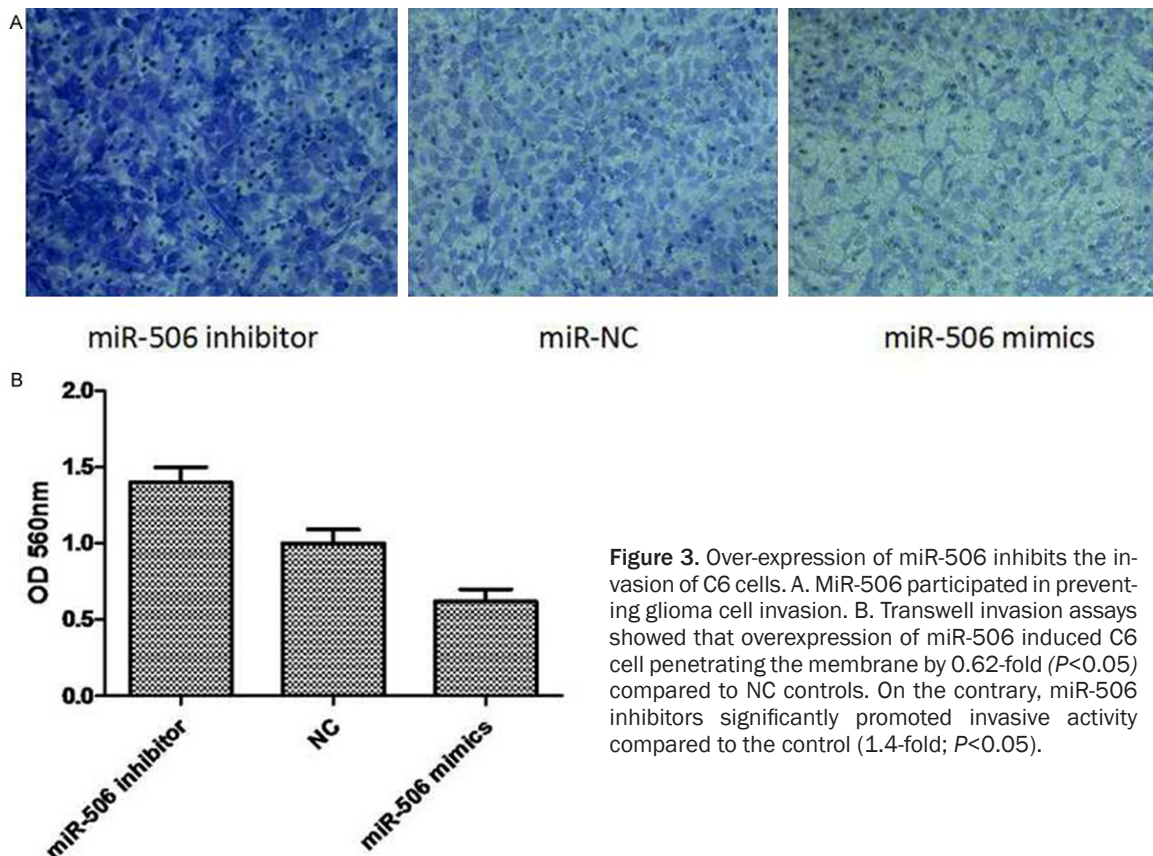 A
miR-506 inhibitor
miR-NC
miR-506 mimics
B
2.0
1.5
1.0
0.5
0.0
OD 560nm
miR-506 inhibitor
NC
miR-506 mimics
Figure 3. Over-expression of miR-506 inhibits the in-
vasion of C6 cells. A. MiR-506 participated in prevent-
ing glioma cell invasion. B. Transwell invasion assays
showed that overexpression of miR-506 induced C6
cell penetrating the membrane by 0.62-fold (P<0.05)
compared to NC controls. On the contrary, miR-506
inhibitors significantly promoted invasive activity
compared to the control (1.4-fold; P<0.05).